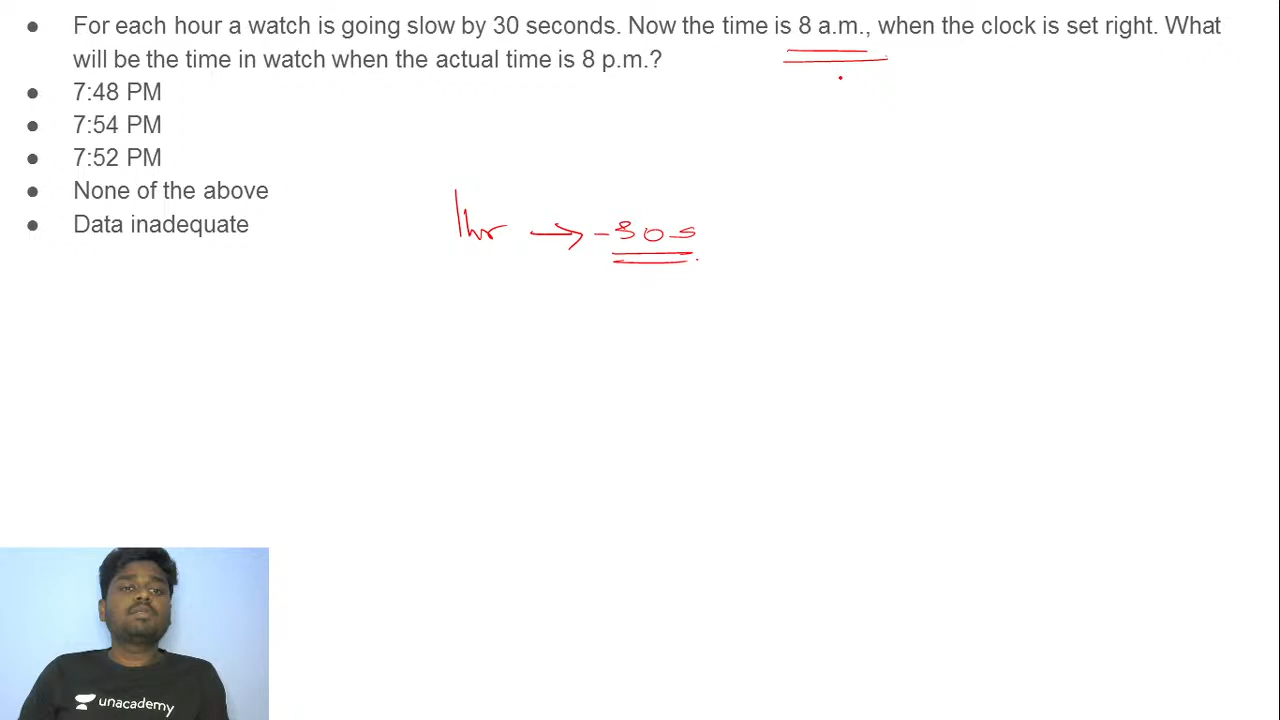 ● For each hour a watch is going slow by 30 seconds. Now the time is 8 a.m., when the clock is set right. What
will be the time in watch when the actual time is 8 p.m.?
● 7:48 PM
● 7:54 PM
● 7:52 PM
● None of the above
● Data inadequate
1hr → -30s
unacademy